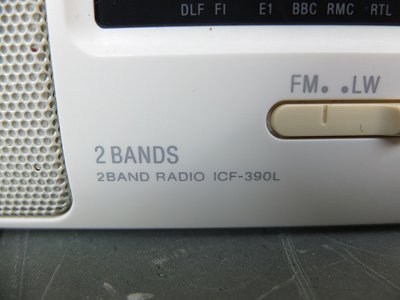 DLF FI E1 BBC RMC RTL
FM. .LW
2 BANDS
2BAND RADIO ICF-390L